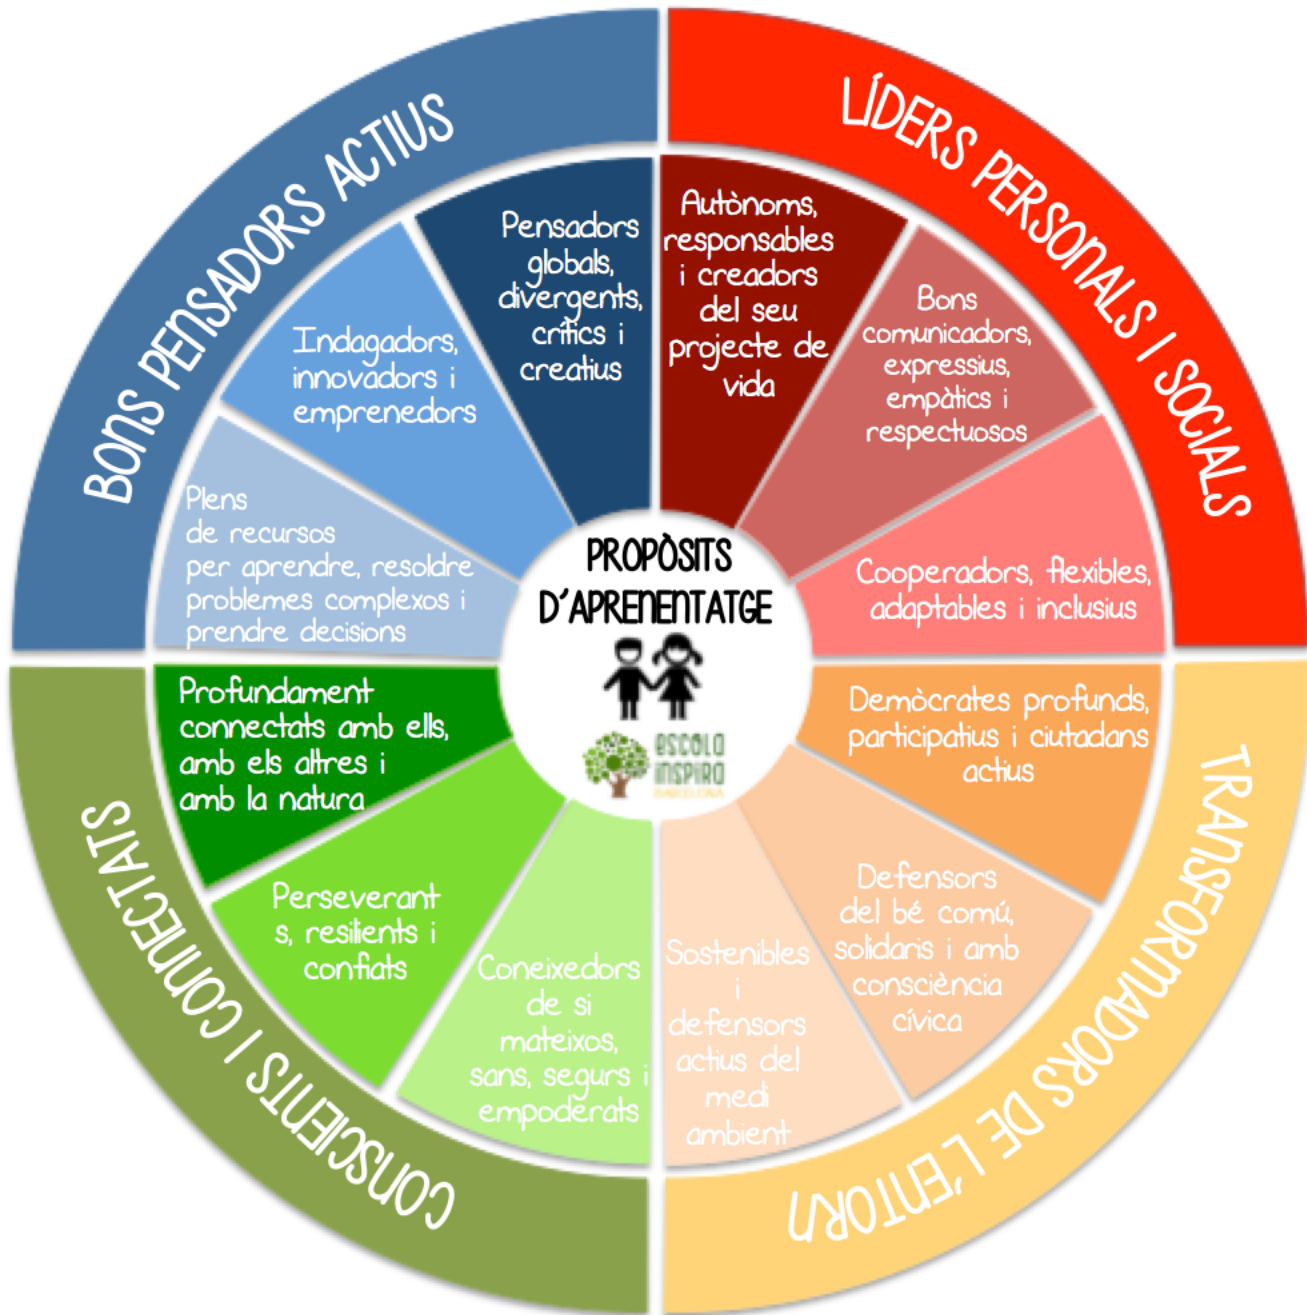 BONS PENSADORS ACTIUS
LÍDERS PERSONALS I SOCIALS
Pensadors
globals,
divergents,
crítics i
creatius
Autònoms,
responsables
i creadors
del seu
projecte de
vida
Indagadors,
innovadors i
emprenedors
Bons
comunicadors,
expressius,
empàtics i
respectuosos
Plens
de recursos
per aprendre, resoldre
problemes complexos i
prendre decisions
Cooperadors, flexibles,
adaptables i inclusius
PROPÒSITS
D'APRENENTATGE
ESCOLA
INSPIRA
BARCELONA
Profundament
connectats amb ells,
amb els altres i
amb la natura
Demòcrates profunds,
participatius i ciutadans
actius
Perseverant
s, resilients i
confiats
Defensors
del bé comú,
solidaris i amb
consciència
cívica
Coneixedors
de si
mateixos,
sans, segurs i
empoderats
Sostenibles
i
defensors
actius del
medi
ambient
CONSCIENTS I CONNECTATS
TRANSFORMADORS DE L'ENTORN